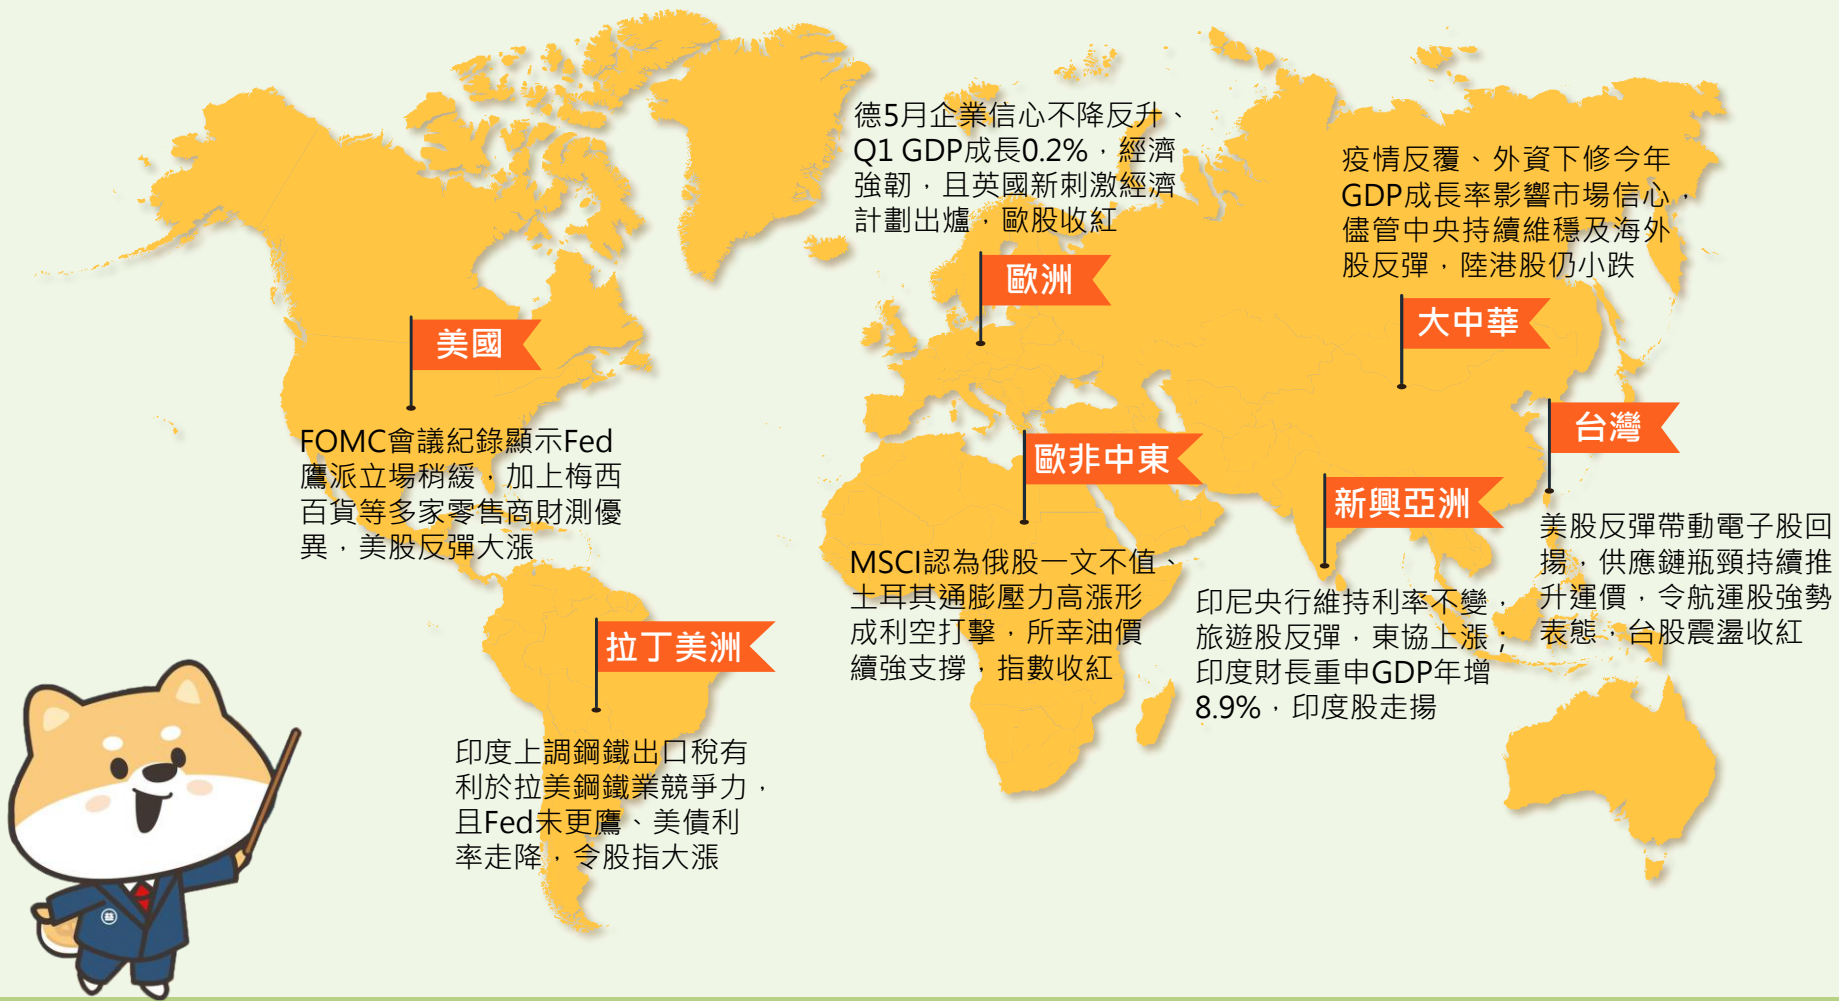 德5月企業信心不降反升、
Q1 GDP成長0.2%，經濟
強韌，且英國新刺激經濟
計劃出爐，歐股收紅
歐洲
疫情反覆、外資下修今年
GDP成長率影響市場信心，
儘管中央持續維穩及海外
股反彈，陸港股仍小跌
大中華
美國
FOMC會議紀錄顯示Fed
鷹派立場稍緩，加上梅西
百貨等多家零售商財測優
異，美股反彈大漲
歐非中東
MSCI認為俄股一文不值、
土耳其通膨壓力高漲形
成利空打擊，所幸油價
續強支撐，指數收紅
新興亞洲
印尼央行維持利率不變，
旅遊股反彈，東協上漲；
印度財長重申GDP年增
8.9%，印度股走揚
台灣
美股反彈帶動電子股回
揚，供應鏈瓶頸持續推
升運價，令航運股強勢
表態，台股震盪收紅
拉丁美洲
印度上調鋼鐵出口稅有
利於拉美鋼鐵業競爭力，
且Fed未更鷹、美債利
率走降，令股指大漲